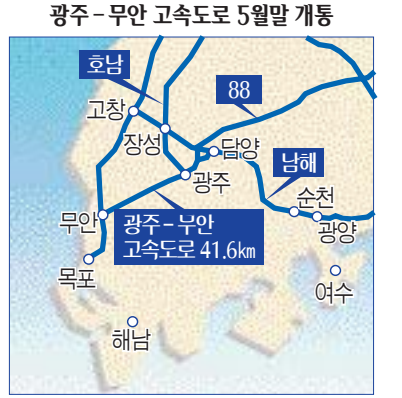 광주-무안 고속도로 5월말 개통
호남
88
고창
장성
담양
남해
광주
순천
무안
광주-무안
고속도로 41.6㎞
광양
목포
여수
해남